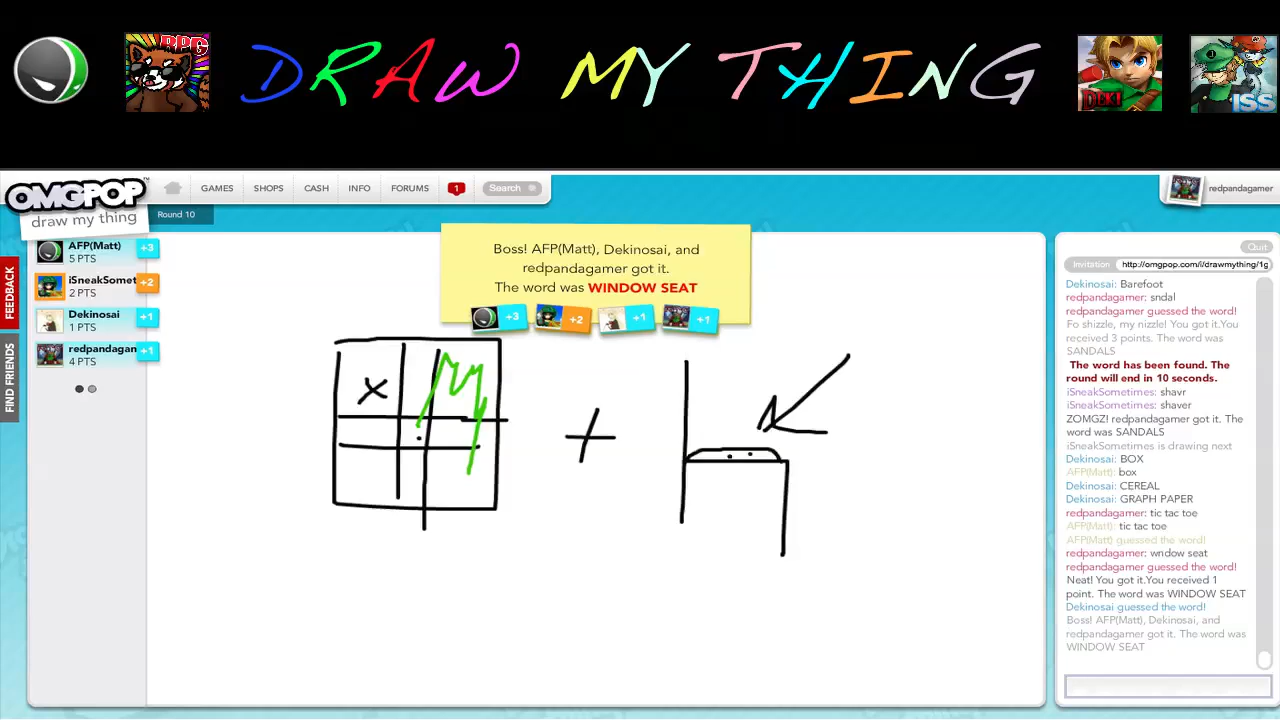 RPG
DRAW MY THING
DEKI
ISS
OMGPOP
draw my thing
GAMES
SHOPS
CASH
INFO
FORUMS
1
Search
redpandagamer
Round 10
FEEDBACK
FIND FRIENDS
AFP(Matt)
5 PTS
+3
iSneakSomet
2 PTS
+2
Dekinosai
1 PTS
+1
redpandagan
4 PTS
+1
Boss! AFP(Matt), Dekinosai, and
redpandagamer got it.
The word was WINDOW SEAT
+3
+2
+1
+1
x
+
Quit
Invitation http://omgpop.com/i/drawmything/1g
Dekinosai: Barefoot
redpandagamer: sndal
redpandagamer guessed the word!
Fo shizzle, my nizzle! You got it.You
received 3 points. The word was
SANDALS
The word has been found. The
round will end in 10 seconds.
iSneakSometimes: shavr
iSneakSometimes: shaver
ZOMGZ! redpandagamer got it. The
word was SANDALS
iSneakSometimes is drawing next
Dekinosai: BOX
AFP(Matt): box
Dekinosai: CEREAL
Dekinosai: GRAPH PAPER
redpandagamer: tic tac toe
AFP(Matt): tic tac toe
AFP(Matt) guessed the word!
redpandagamer: wndow seat
redpandagamer guessed the word!
Neat! You got it.You received 1
point. The word was WINDOW SEAT
Dekinosai guessed the word!
Boss! AFP(Matt), Dekinosai, and
redpandagamer got it. The word was
WINDOW SEAT